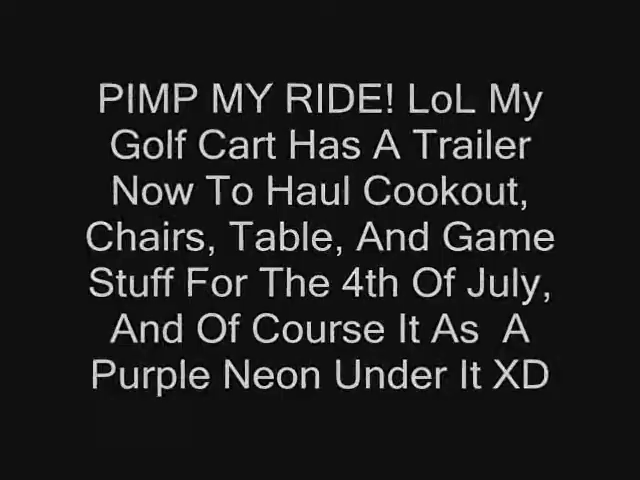 PIMP MY RIDE! LoL My
Golf Cart Has A Trailer
Now To Haul Cookout,
Chairs, Table, And Game
Stuff For The 4th Of July,
And Of Course It As  A
Purple Neon Under It XD